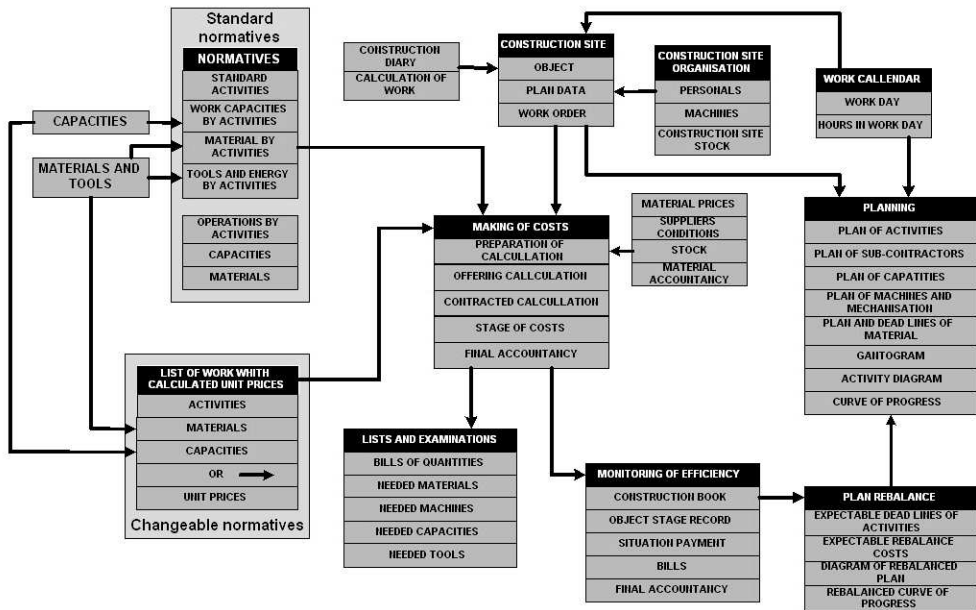 Standard
normatives
NORMATIVES
STANDARD
ACTIVITIES
WORK CAPACITIES
BY ACTIVITIES
MATERIAL BY
ACTIVITIES
TOOLS AND ENERGY
BY ACTIVITIES
OPERATIONS BY
ACTIVITIES
CAPACITIES
MATERIALS
CAPACITIES
MATERIALS AND
TOOLS
LIST OF WORK WHITH
CALCULATED UNIT PRICES
ACTIVITIES
MATERIALS
CAPACITIES
OR
UNIT PRICES
Changeable normatives
CONSTRUCTION
DIARY
CALCULATION OF
WORK
CONSTRUCTION SITE
OBJECT
PLAN DATA
WORK ORDER
CONSTRUCTION SITE
ORGANISATION
PERSONALS
MACHINES
CONSTRUCTION SITE
STOCK
WORK CALLENDAR
WORK DAY
HOURS IN WORK DAY
MAKING OF COSTS
PREPARATION OF
CALCULLATION
OFFERING CALLCULATION
CONTRACTED CALCULLATION
STAGE OF COSTS
FINAL ACCOUNTANCY
MATERIAL PRICES
SUPPLIERS
CONDITIONS
STOCK
MATERIAL
ACCOUNTANCY
PLANNING
PLAN OF ACTIVITIES
PLAN OF SUB-CONTRACTORS
PLAN OF CAPATITIES
PLAN OF MACHINES AND
MECHANISATION
PLAN AND DEAD LINES OF
MATERIAL
GANTOGRAM
ACTIVITY DIAGRAM
CURVE OF PROGRESS
LISTS AND EXAMINATIONS
BILLS OF QUANTITIES
NEEDED MATERIALS
NEEDED MACHINES
NEEDED CAPACITIES
NEEDED TOOLS
MONITORING OF EFFICIENCY
CONSTRUCTION BOOK
OBJECT STAGE RECORD
SITUATION PAYMENT
BILLS
FINAL ACCOUNTANCY
PLAN REBALANCE
EXPECTABLE DEAD LINES OF
ACTIVITIES
EXPECTABLE REBALANCE
COSTS
DIAGRAM OF REBALANCED
PLAN
REBALANCED CURVE OF
PROGRESS